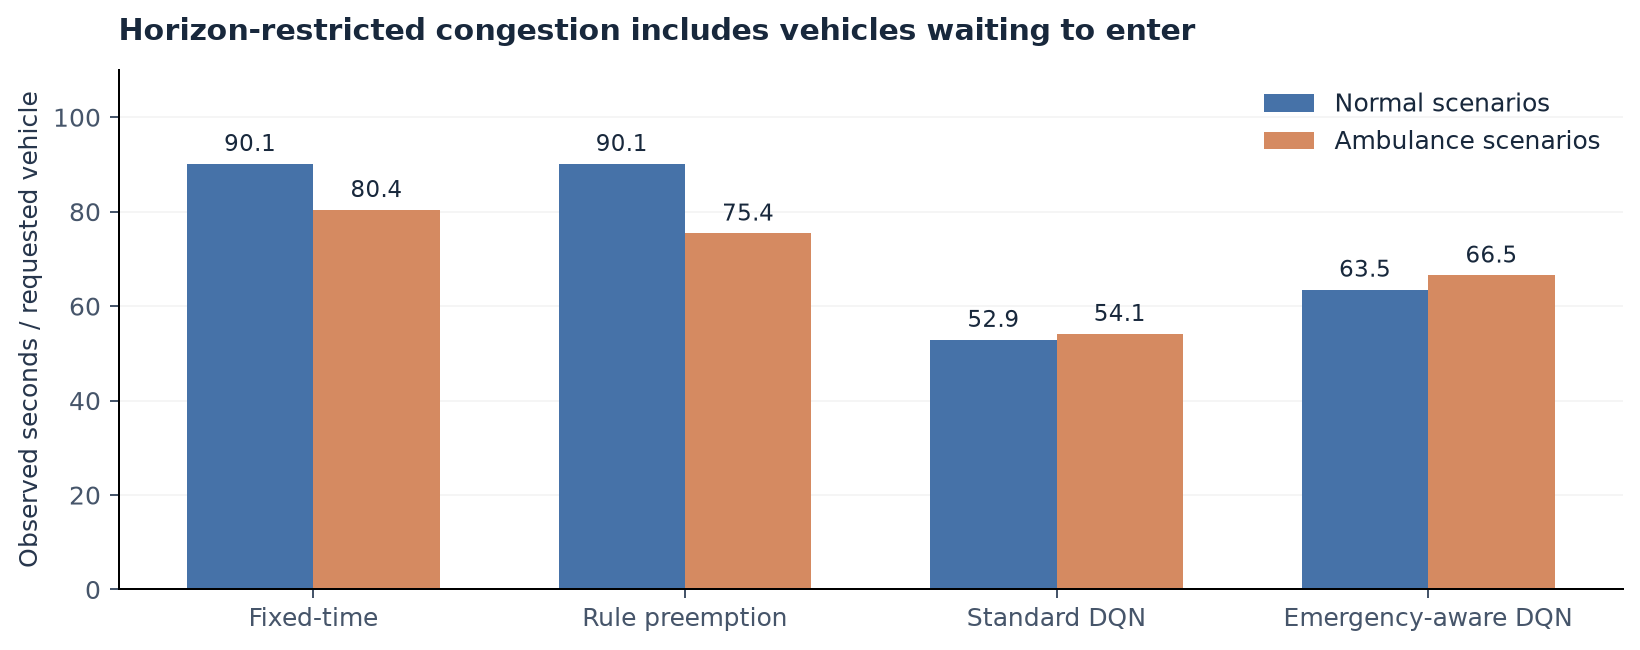 Horizon-restricted congestion includes vehicles waiting to enter
Observed seconds / requested vehicle
Normal scenarios
Ambulance scenarios
100
80
60
40
20
0
90.1
80.4
90.1
75.4
52.9
54.1
63.5
66.5
Fixed-time
Rule preemption
Standard DQN
Emergency-aware DQN